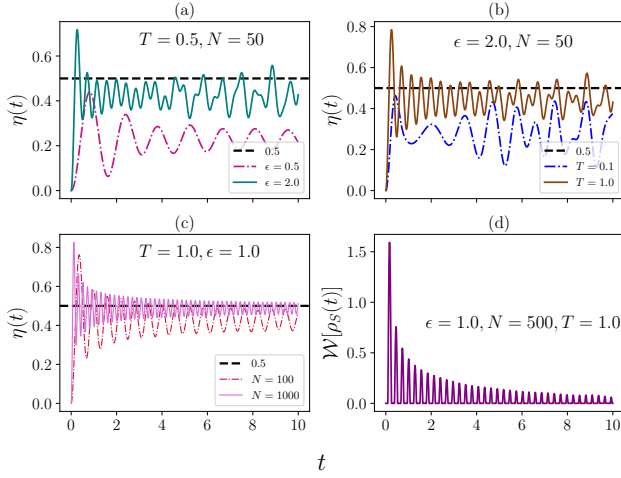 (a)
T = 0.5, N = 50
η(t)
0.6
0.4
0.2
0.0
0.5
ϵ = 0.5
ϵ = 2.0
(b)
ϵ = 2.0, N = 50
η(t)
0.8
0.6
0.4
0.2
0.0
0.5
T = 0.1
T = 1.0
(c)
T = 1.0, ϵ = 1.0
η(t)
0.8
0.6
0.4
0.2
0.0
0.5
N = 100
N = 1000
0 2 4 6 8 10
(d)
ϵ = 1.0, N = 500, T = 1.0
𝒲[ρS(t)]
1.5
1.0
0.5
0.0
0 2 4 6 8 10
t